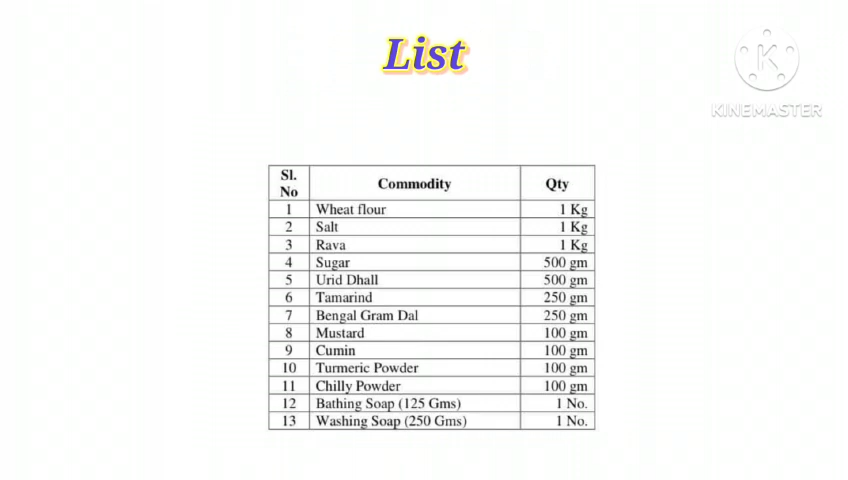 List
KINEMASTER
Sl. No Commodity Qty
1 Wheat flour 1 Kg
2 Salt 1 Kg
3 Rava 1 Kg
4 Sugar 500 gm
5 Urid Dhall 500 gm
6 Tamarind 250 gm
7 Bengal Gram Dal 250 gm
8 Mustard 100 gm
9 Cumin 100 gm
10 Turmeric Powder 100 gm
11 Chilly Powder 100 gm
12 Bathing Soap (125 Gms) 1 No.
13 Washing Soap (250 Gms) 1 No.